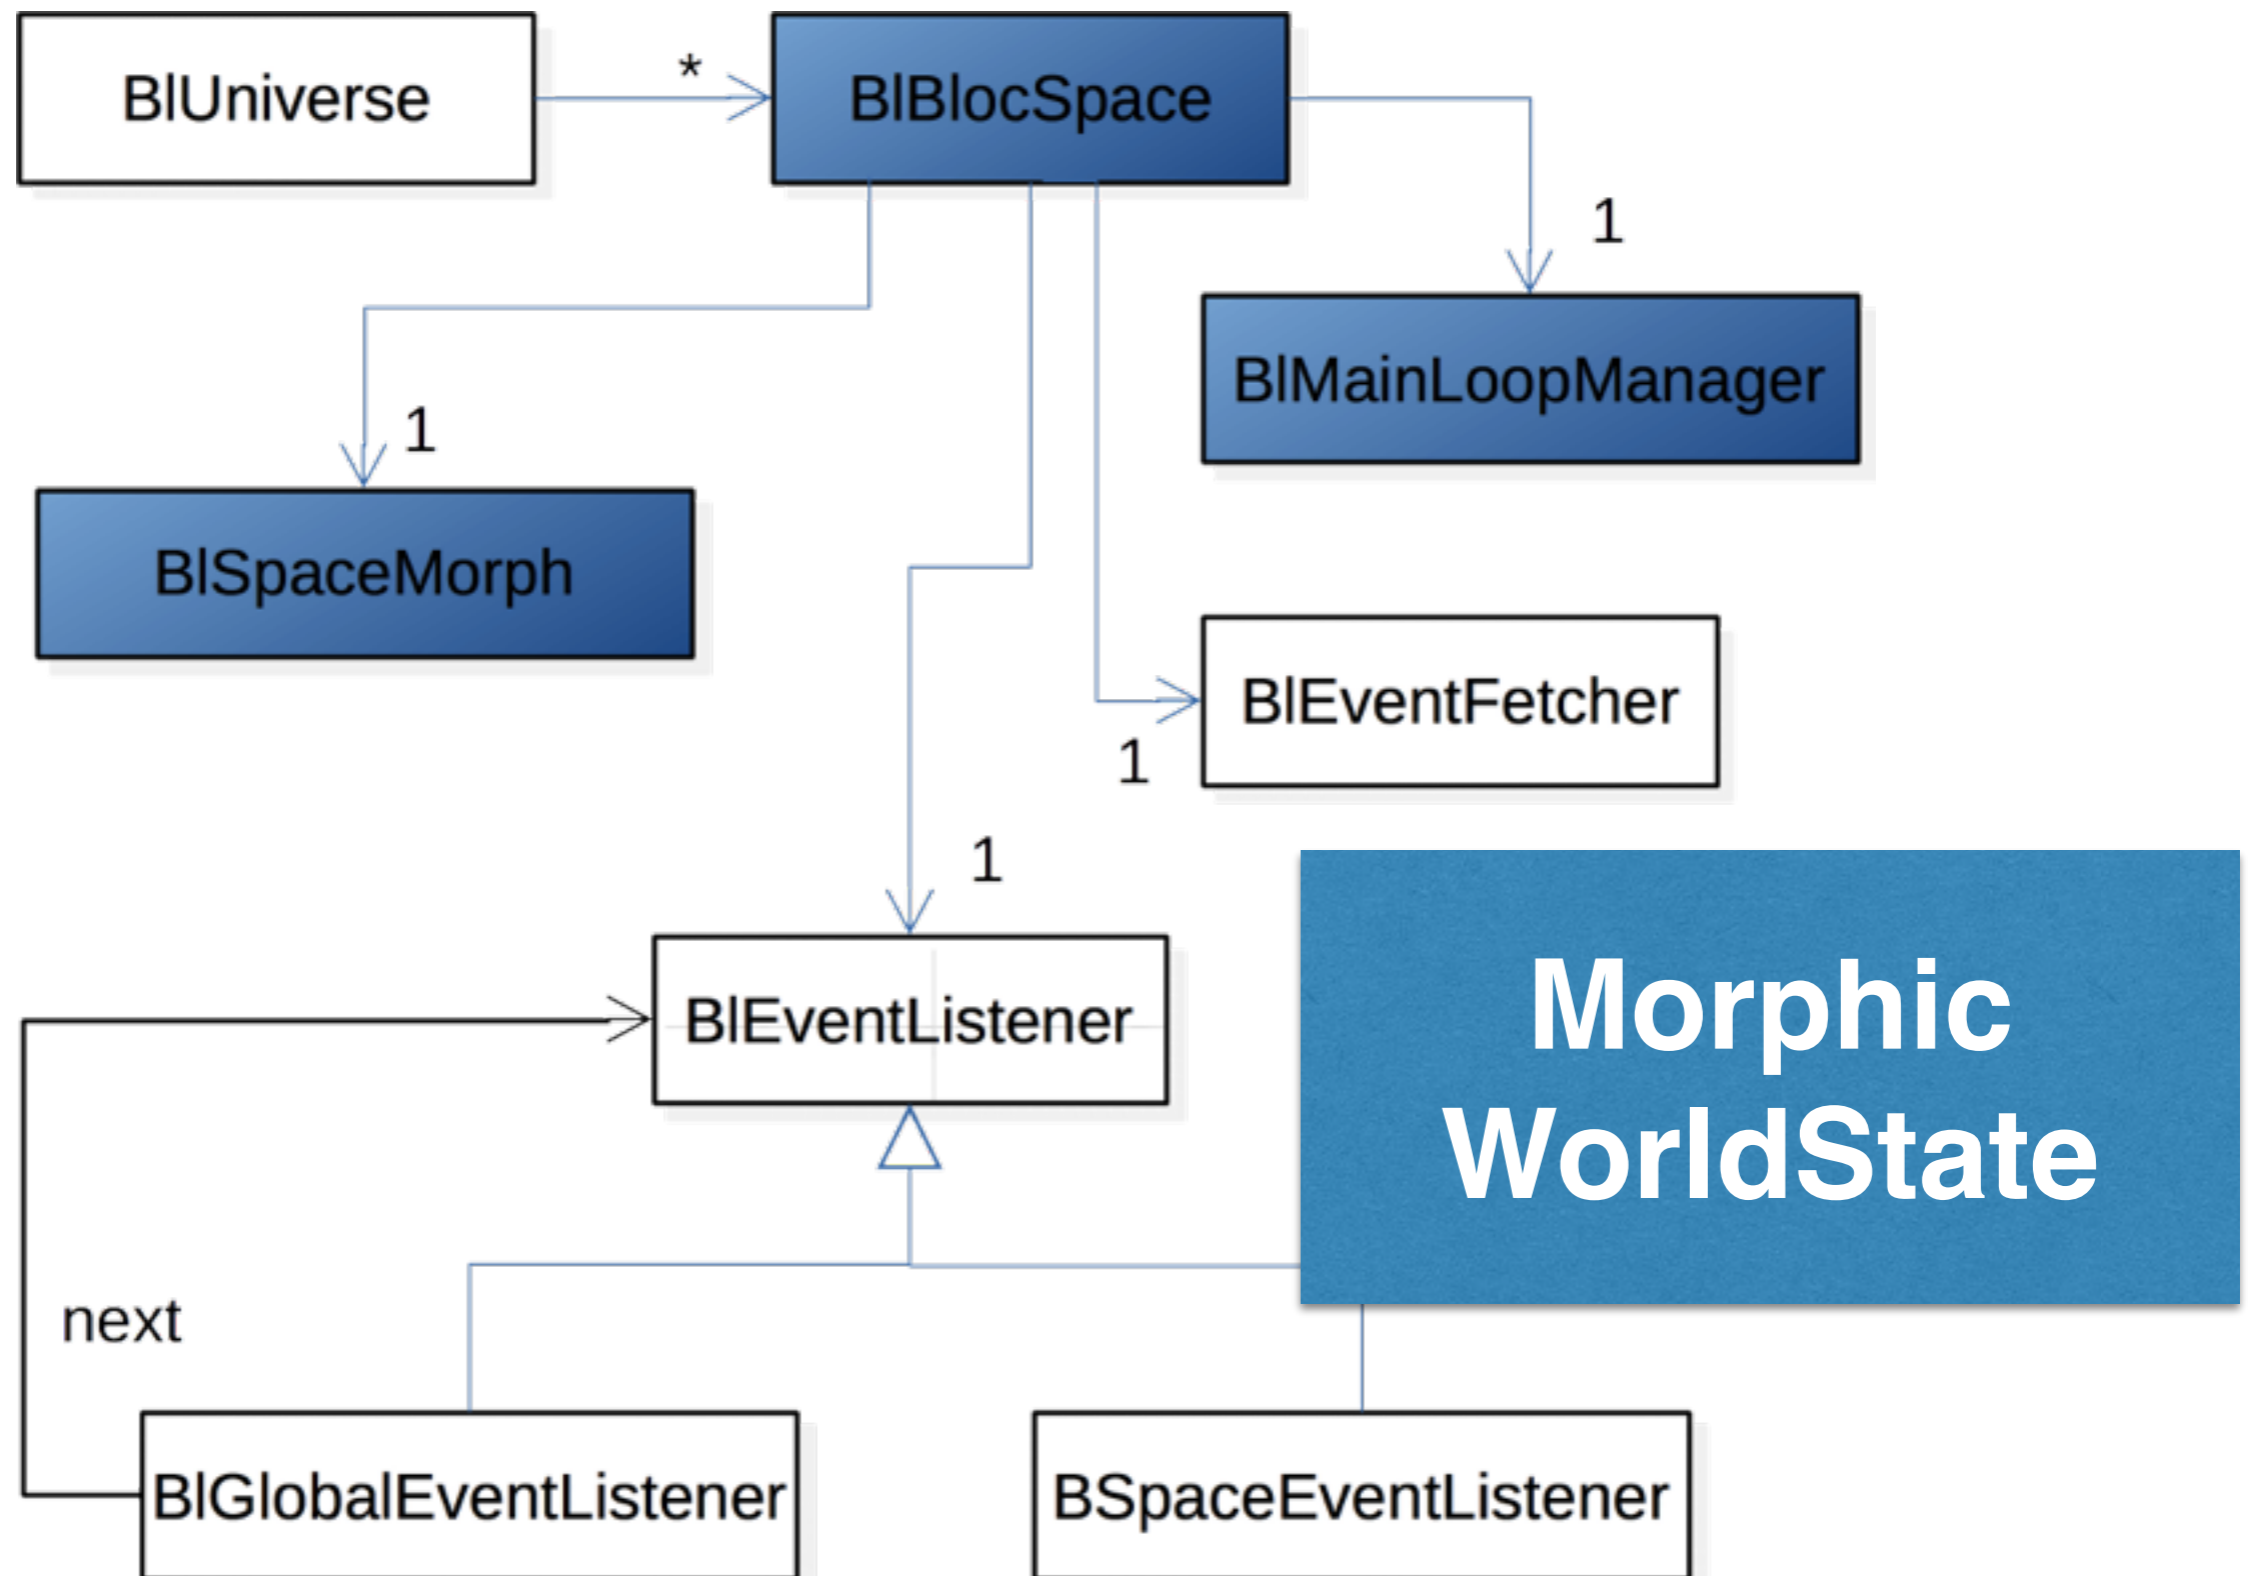 BlUniverse
*
BlBlocSpace
1
BlMainLoopManager
1
BlSpaceMorph
BlEventFetcher
1
1
BlEventListener
Morphic
WorldState
next
BlGlobalEventListener
BSpaceEventListener